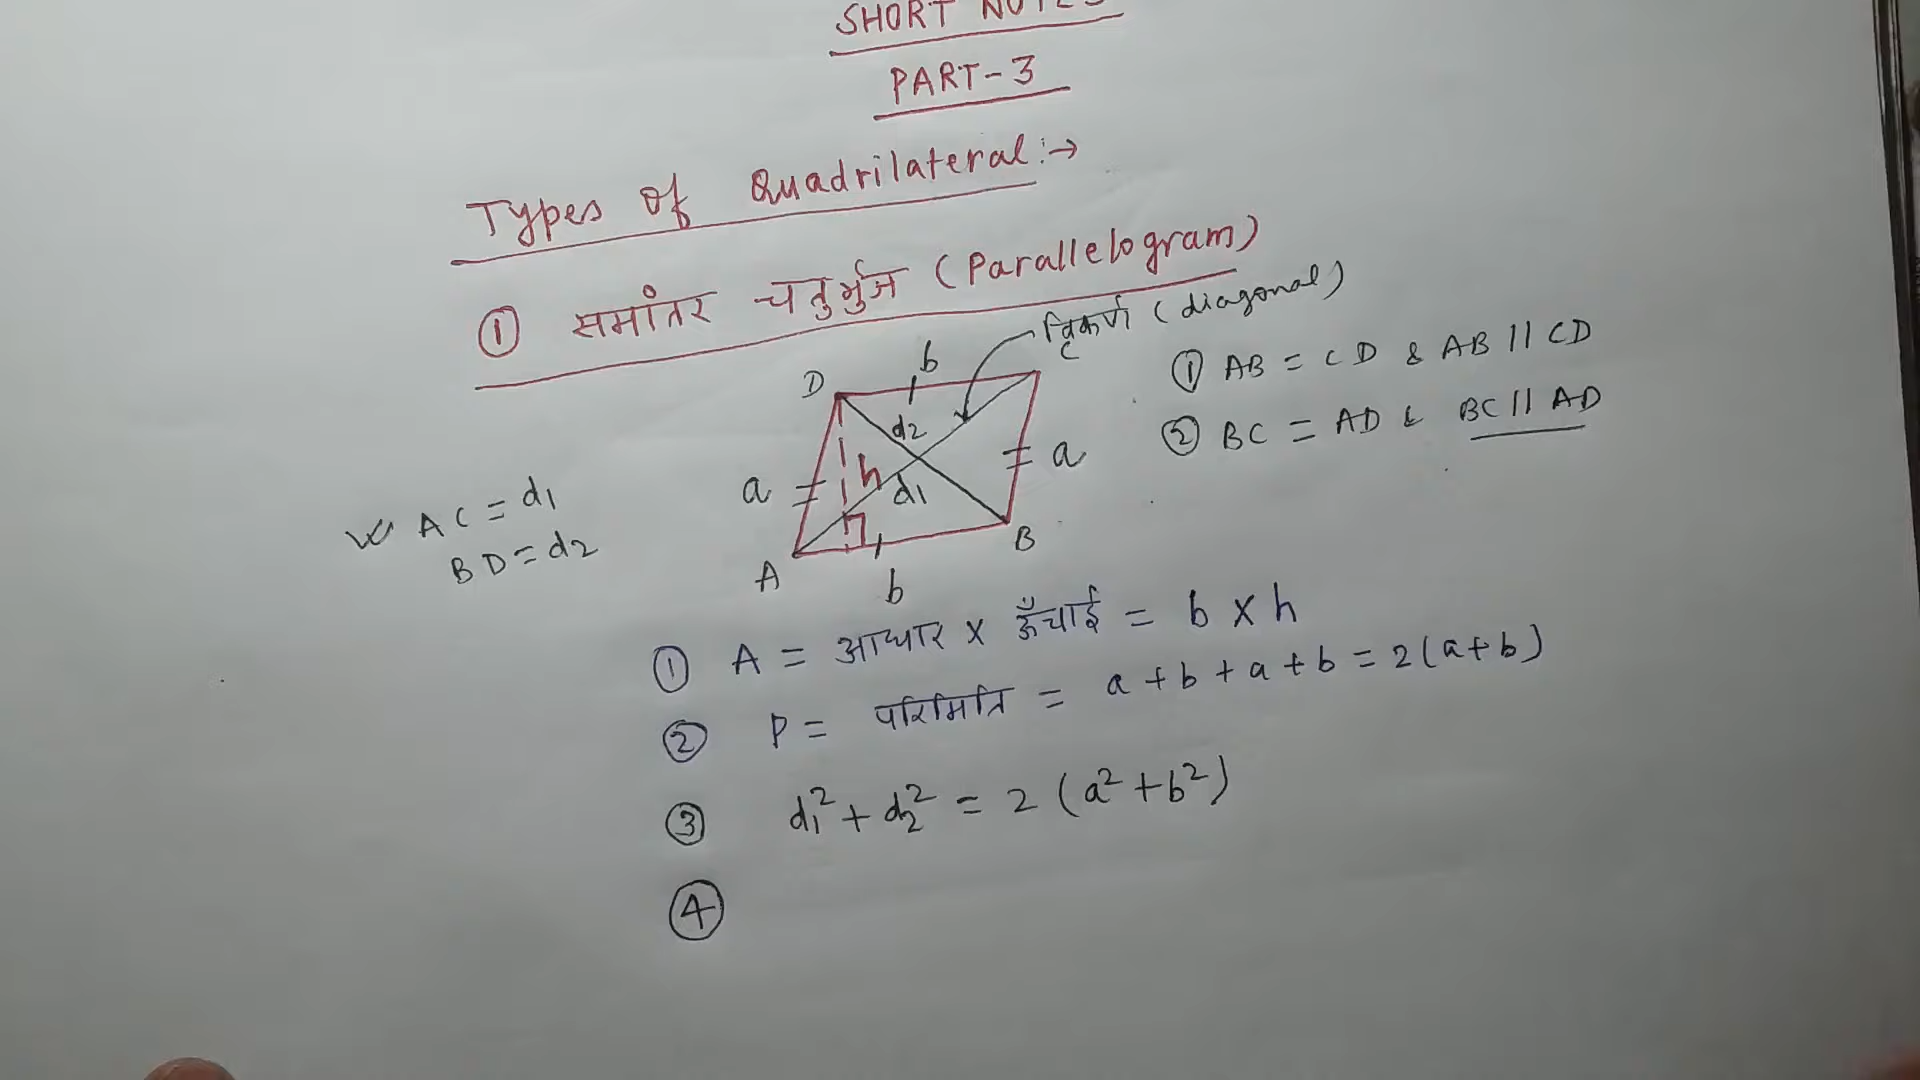 SHORT NOTES
PART-3
Types of Quadrilateral:→
① समांतर चतुर्भुज (Parallelogram)
विकर्ण (diagonal)
D b C
d2
a h d1 a
A b B
① AB = CD & AB || CD
② BC = AD & BC || AD
AC = d1
BD = d2
① A = आधार x ऊँचाई = b x h
② P = परिमिति = a + b + a + b = 2(a+b)
③ d1² + d2² = 2 (a² + b²)
④